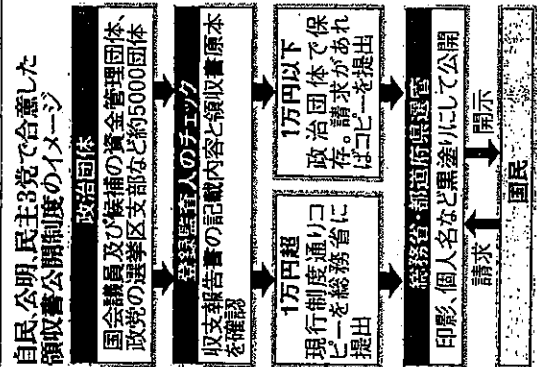 自民、公明、民主3党で合意した
領収書公開制度のイメージ
政治団体
国会議員及び候補の資金管理団体、
政党の選挙区支部など約5000団体
登録監査人のチェック
収支報告書の記載内容と領収書原本
を確認
1万円超
現行制度通りコ
ピーを総務省に
提出
1万円以下
政治団体で保
存。請求があれ
ばコピーを提出
総務省・都道府県選管
印影、個人名など黒塗りにして公開
請求
開示
国民